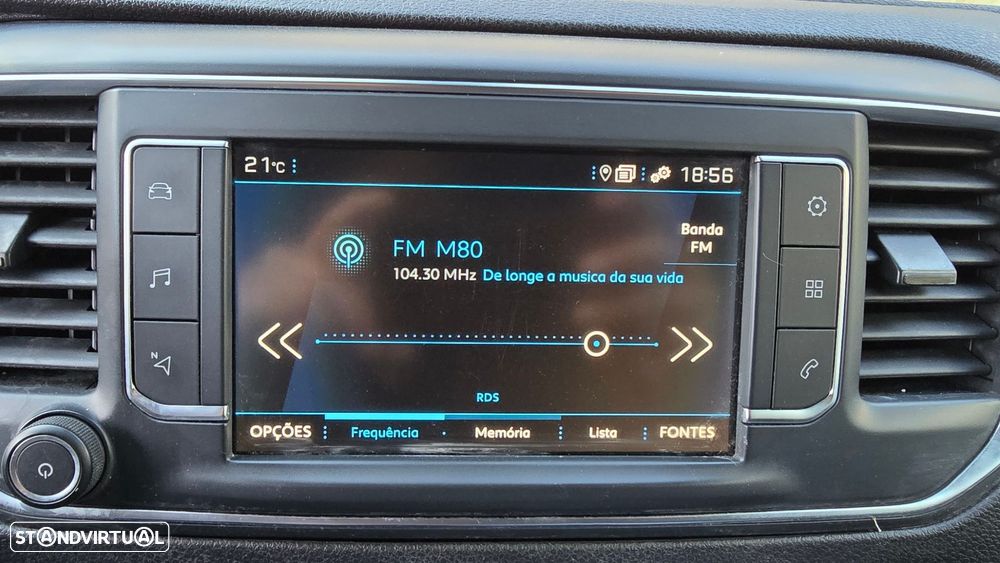 21°C
18:56
FM M80
Banda
FM
104.30 MHz De longe a musica da sua vida
N
RDS
OPÇÕES Frequência Memória Lista FONTES
STANDVIRTUAL